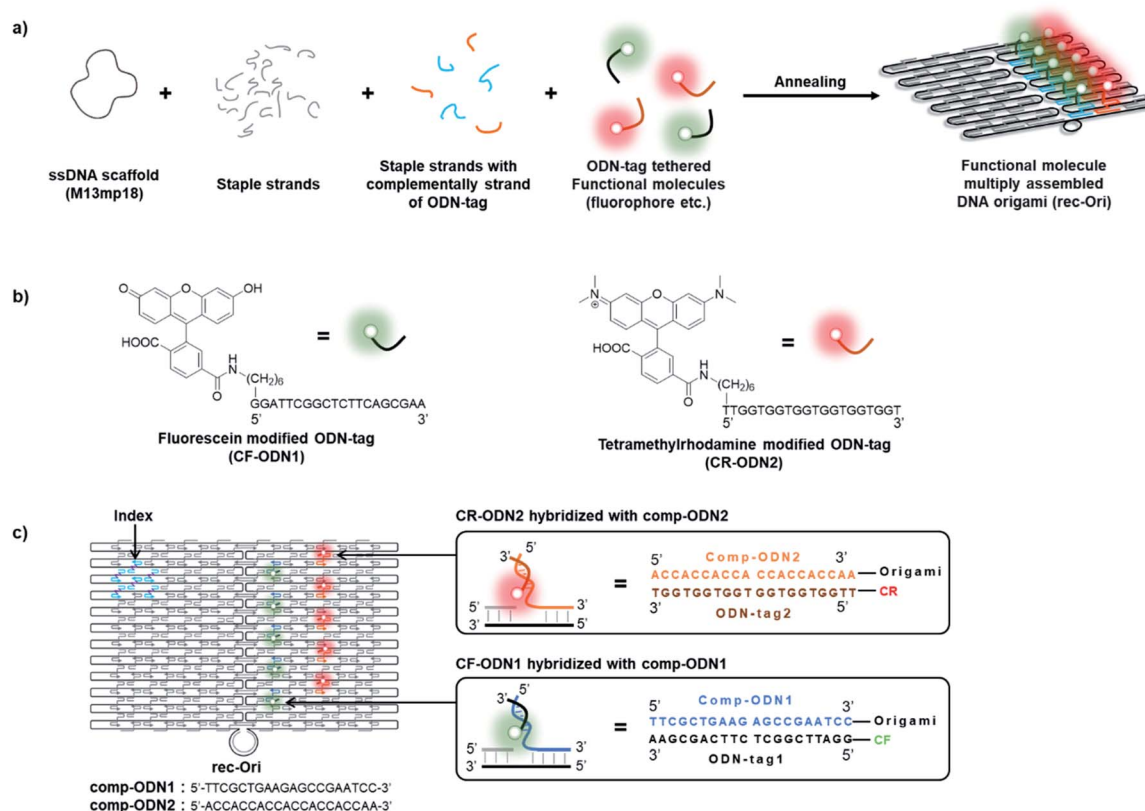 a)
ssDNA scaffold
(M13mp18)
+
Staple strands
+
Staple strands with
complementally strand
of ODN-tag
+
ODN-tag tethered
Functional molecules
(fluorophore etc.)
Annealing
Functional molecule
multiply assembled
DNA origami (rec-Ori)
b)
O
O
OH
HOOC
H
N
(CH2)6
O
GGATTCGGCTCTTCAGCGAA
5'
3'
=
Fluorescein modified ODN-tag
(CF-ODN1)
N
⊕
O
N
HOOC
H
N
(CH2)6
O
TTGGTGGTGGTGGTGGTGGT
5'
3'
=
Tetramethylrhodamine modified ODN-tag
(CR-ODN2)
c)
Index
rec-Ori
comp-ODN1 : 5'-TTCGCTGAAGAGCCGAATCC-3'
comp-ODN2 : 5'-ACCACCACCACCACCACCAA-3'
CR-ODN2 hybridized with comp-ODN2
3'
5'
5'
3'
3'
5'
=
Comp-ODN2
5'
3'
ACCACCACCA CCACCACCAA
Origami
TGGTGGTGGT GGTGGTGGTT
CR
3'
5'
ODN-tag2
CF-ODN1 hybridized with comp-ODN1
3'
5'
5'
3'
3'
5'
=
Comp-ODN1
5'
3'
TTCGCTGAAG AGCCGAATCC
Origami
AAGCGACTTC TCGGCTTAGG
CF
3'
5'
ODN-tag1